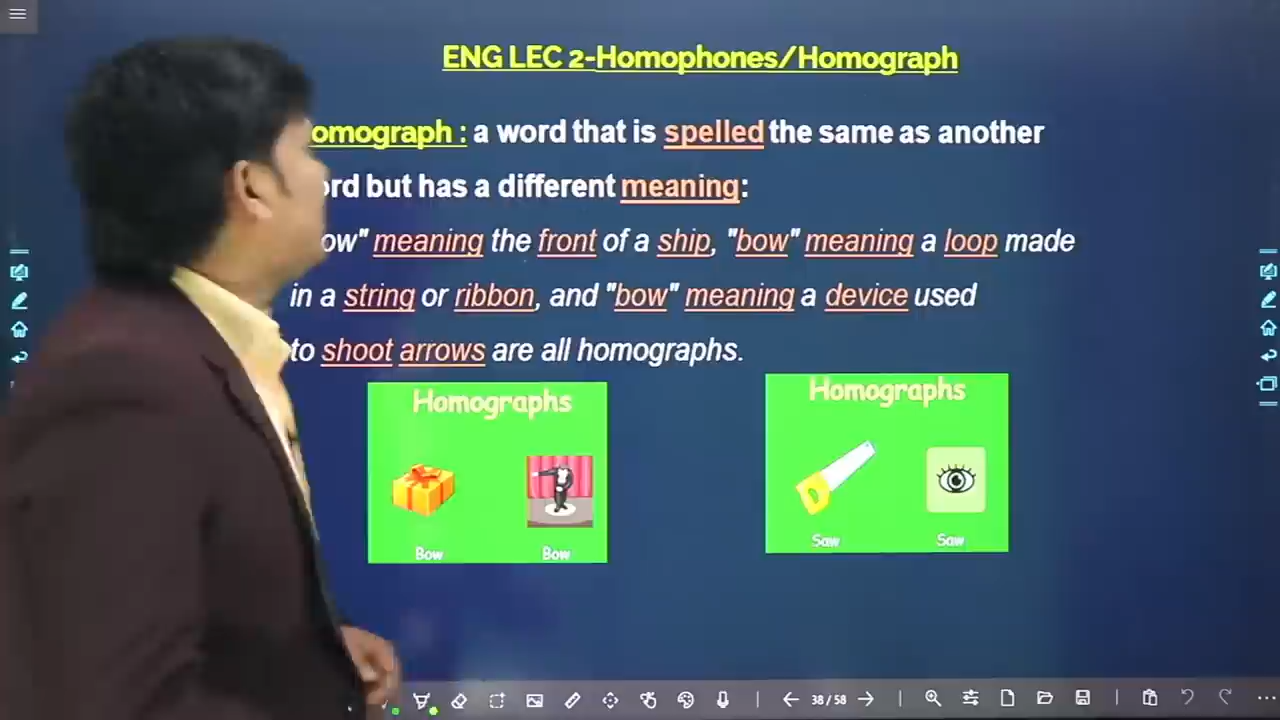 ENG LEC 2-Homophones/Homograph
omograph : a word that is spelled the same as another
ord but has a different meaning:
ow" meaning the front of a ship, "bow" meaning a loop made
in a string or ribbon, and "bow" meaning a device used
to shoot arrows are all homographs.
Homographs
Bow Bow
Homographs
Saw Saw
38 / 58